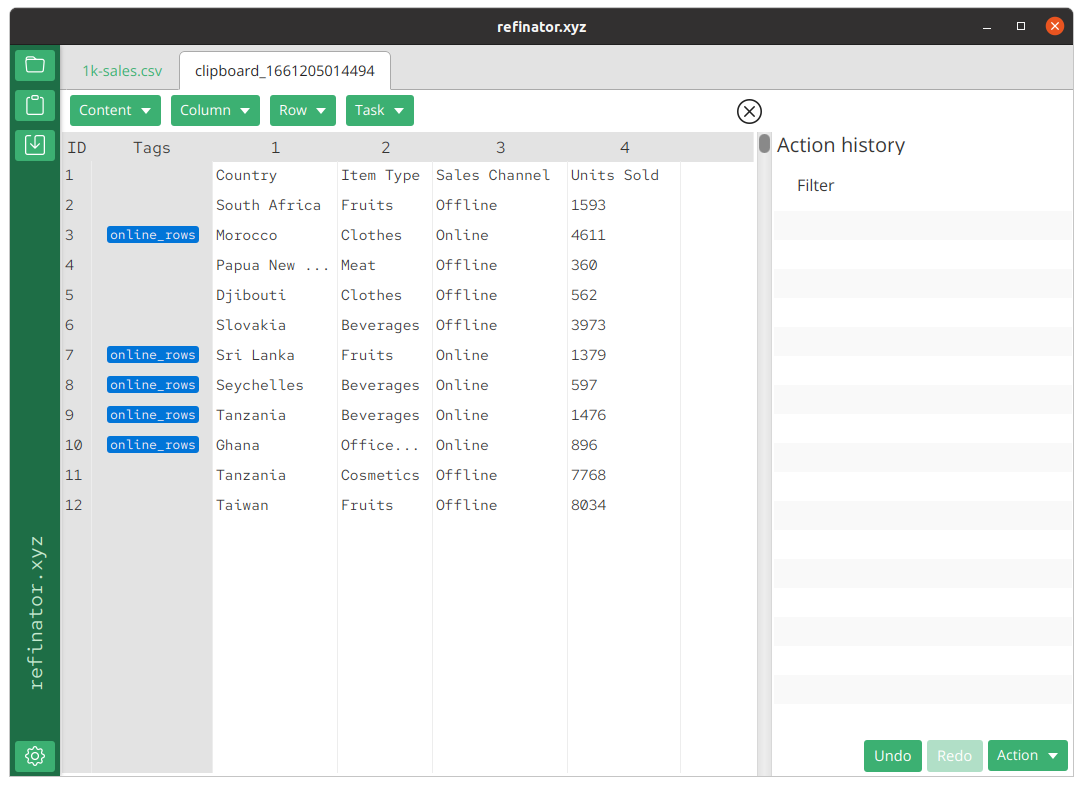 refinator.xyz
1k-sales.csv clipboard_1661205014494
Content Column Row Task
ID Tags 1 2 3 4
1 Country Item Type Sales Channel Units Sold
2 South Africa Fruits Offline 1593
3 online_rows Morocco Clothes Online 4611
4 Papua New ... Meat Offline 360
5 Djibouti Clothes Offline 562
6 Slovakia Beverages Offline 3973
7 online_rows Sri Lanka Fruits Online 1379
8 online_rows Seychelles Beverages Online 597
9 online_rows Tanzania Beverages Online 1476
10 online_rows Ghana Office... Online 896
11 Tanzania Cosmetics Offline 7768
12 Taiwan Fruits Offline 8034
Action history
Filter
refinator.xyz
Undo Redo Action